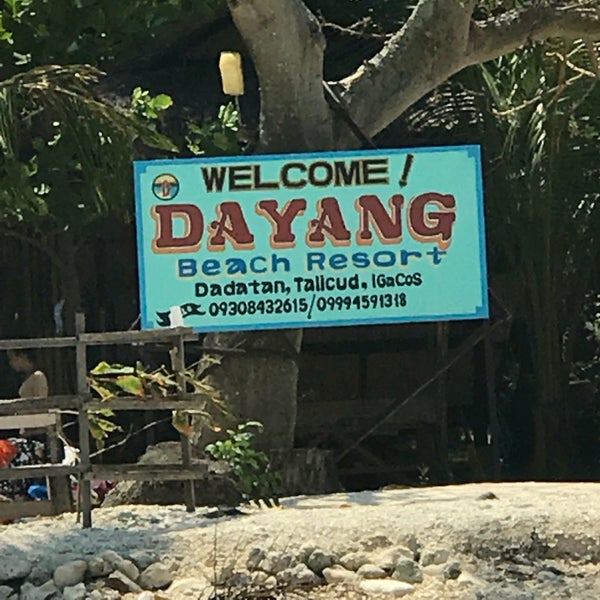 WELCOME!
DAYANG
Beach Resort
Dadatan, Talicud, IGaCoS
09308432615/09994591318